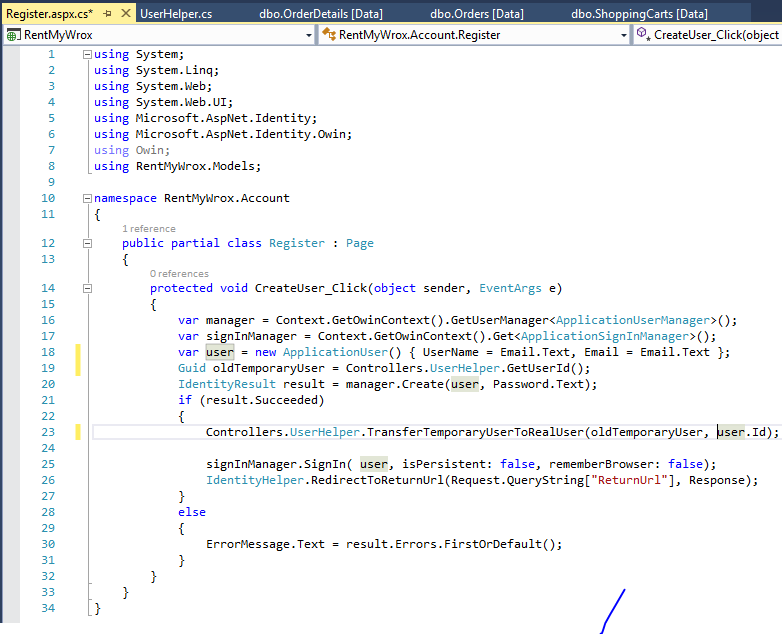 Register.aspx.cs* UserHelper.cs dbo.OrderDetails [Data] dbo.Orders [Data] dbo.ShoppingCarts [Data]
RentMyWrox RentMyWrox.Account.Register CreateUser_Click(object
1 using System;
2 using System.Linq;
3 using System.Web;
4 using System.Web.UI;
5 using Microsoft.AspNet.Identity;
6 using Microsoft.AspNet.Identity.Owin;
7 using Owin;
8 using RentMyWrox.Models;
9
10 namespace RentMyWrox.Account
11 {
1 reference
12 public partial class Register : Page
13 {
0 references
14 protected void CreateUser_Click(object sender, EventArgs e)
15 {
16 var manager = Context.GetOwinContext().GetUserManager<ApplicationUserManager>();
17 var signInManager = Context.GetOwinContext().Get<ApplicationSignInManager>();
18 var user = new ApplicationUser() { UserName = Email.Text, Email = Email.Text };
19 Guid oldTemporaryUser = Controllers.UserHelper.GetUserId();
20 IdentityResult result = manager.Create(user, Password.Text);
21 if (result.Succeeded)
22 {
23 Controllers.UserHelper.TransferTemporaryUserToRealUser(oldTemporaryUser, user.Id);
24
25 signInManager.SignIn( user, isPersistent: false, rememberBrowser: false);
26 IdentityHelper.RedirectToReturnUrl(Request.QueryString["ReturnUrl"], Response);
27 }
28 else
29 {
30 ErrorMessage.Text = result.Errors.FirstOrDefault();
31 }
32 }
33 }
34 }